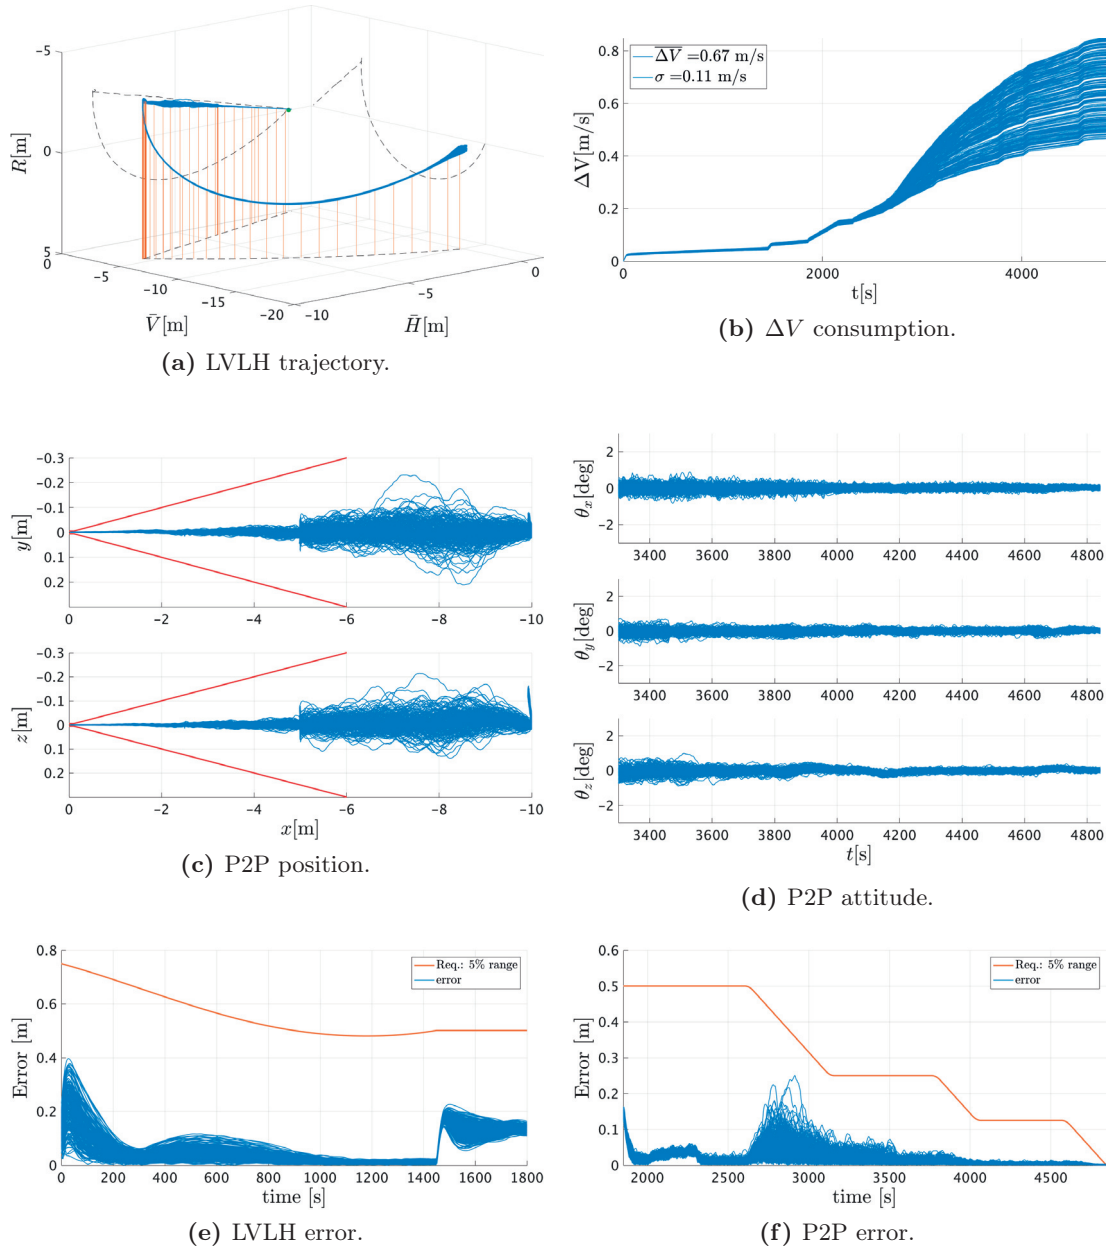 −5
0
5
R[m]
0
−5
−10
−15
−20
V̄[m]
−10
−5
0
H̄[m]
(a) LVLH trajectory.
0.8
0.6
0.4
0.2
0
ΔV[m/s]
ΔV̅ =0.67 m/s
σ =0.11 m/s
0 2000 4000
t[s]
(b) ΔV consumption.
−0.3
−0.2
−0.1
0
0.1
0.2
y[m]
0 −2 −4 −6 −8 −10
−0.3
−0.2
−0.1
0
0.1
0.2
z[m]
0 −2 −4 −6 −8 −10
x[m]
(c) P2P position.
2
0
−2
θx[deg]
3400 3600 3800 4000 4200 4400 4600 4800
2
0
−2
θy[deg]
3400 3600 3800 4000 4200 4400 4600 4800
2
0
−2
θz[deg]
3400 3600 3800 4000 4200 4400 4600 4800
t[s]
(d) P2P attitude.
0.8
0.6
0.4
0.2
0
Error [m]
Req.: 5% range
error
0 200 400 600 800 1000 1200 1400 1600 1800
time [s]
(e) LVLH error.
0.6
0.5
0.4
0.3
0.2
0.1
0
Error [m]
Req.: 5% range
error
2000 2500 3000 3500 4000 4500
time [s]
(f) P2P error.